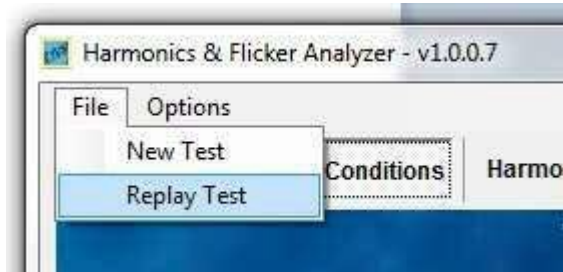 Harmonics & Flicker Analyzer - v1.0.0.7
File Options
New Test
Conditions Harmo
Replay Test